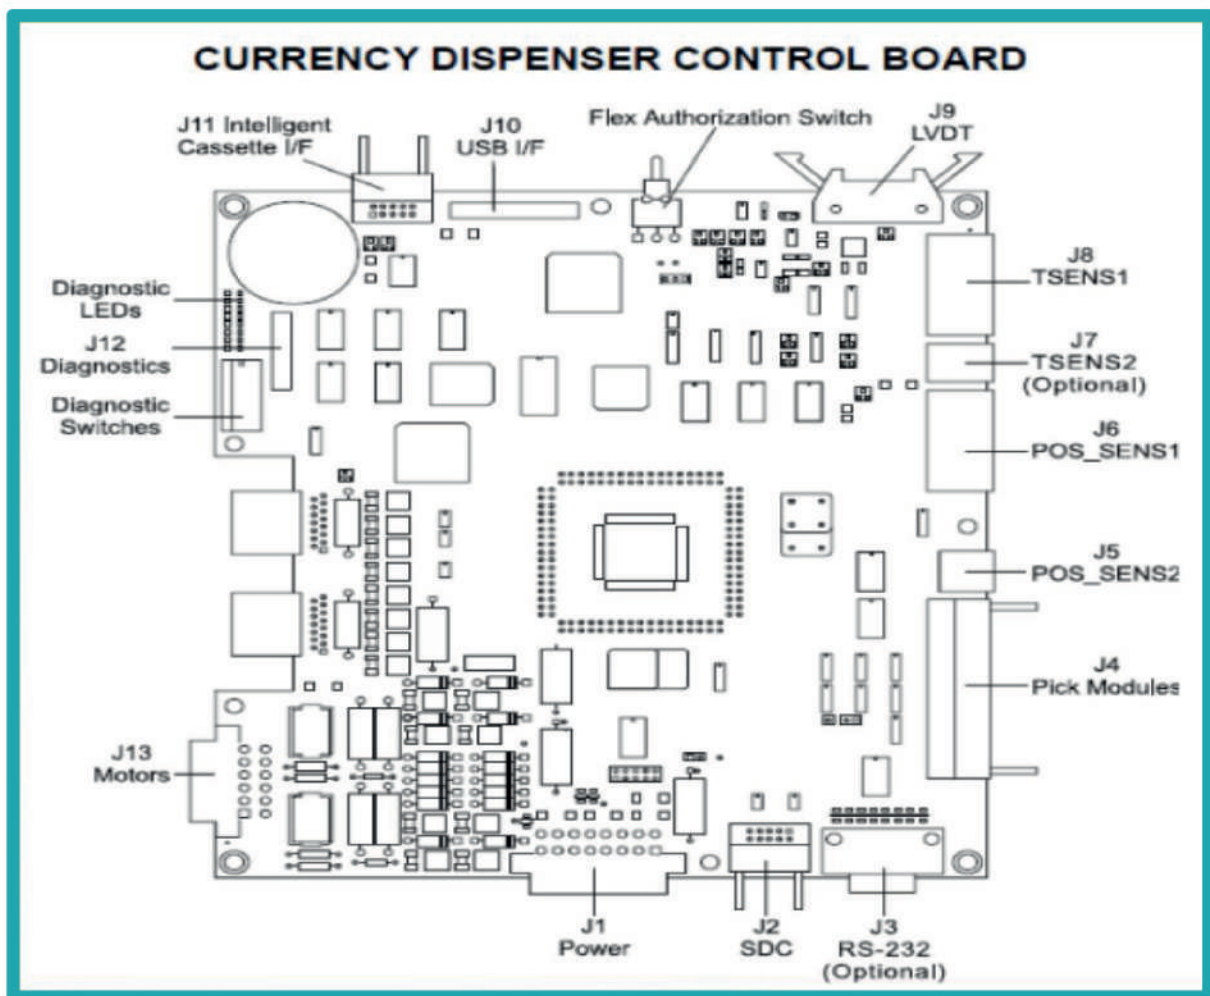 CURRENCY DISPENSER CONTROL BOARD
J11 Intelligent
Cassette I/F
J10
USB I/F
Flex Authorization Switch
J9
LVDT
Diagnostic
LEDs
J12
Diagnostics
Diagnostic
Switches
J8
TSENS1
J7
TSENS2
(Optional)
J6
POS_SENS1
J5
POS_SENS2
J4
Pick Modules
J13
Motors
J1
Power
J2
SDC
J3
RS-232
(Optional)